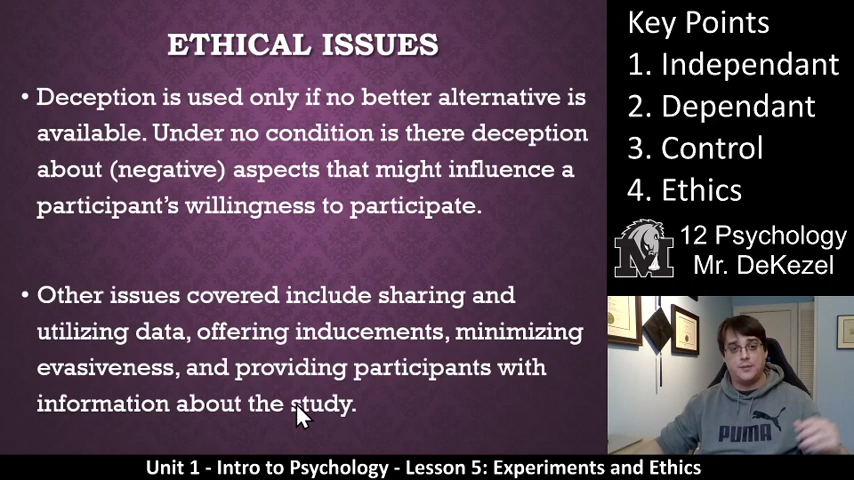 ETHICAL ISSUES
• Deception is used only if no better alternative is
available. Under no condition is there deception
about (negative) aspects that might influence a
participant's willingness to participate.
• Other issues covered include sharing and
utilizing data, offering inducements, minimizing
evasiveness, and providing participants with
information about the study.
Key Points
1. Independant
2. Dependant
3. Control
4. Ethics
M
12 Psychology
Mr. DeKezel
PUMA
Unit 1 - Intro to Psychology - Lesson 5: Experiments and Ethics